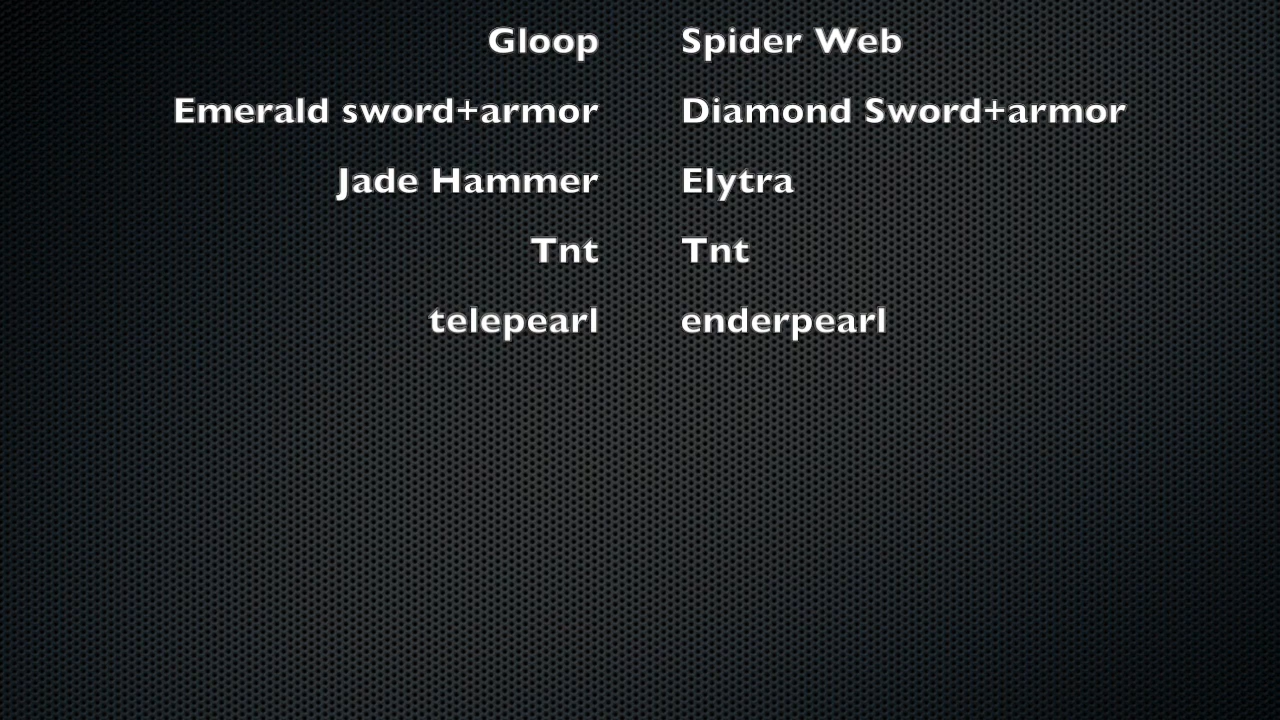 Gloop Spider Web
Emerald sword+armor Diamond Sword+armor
Jade Hammer Elytra
Tnt Tnt
telepearl enderpearl